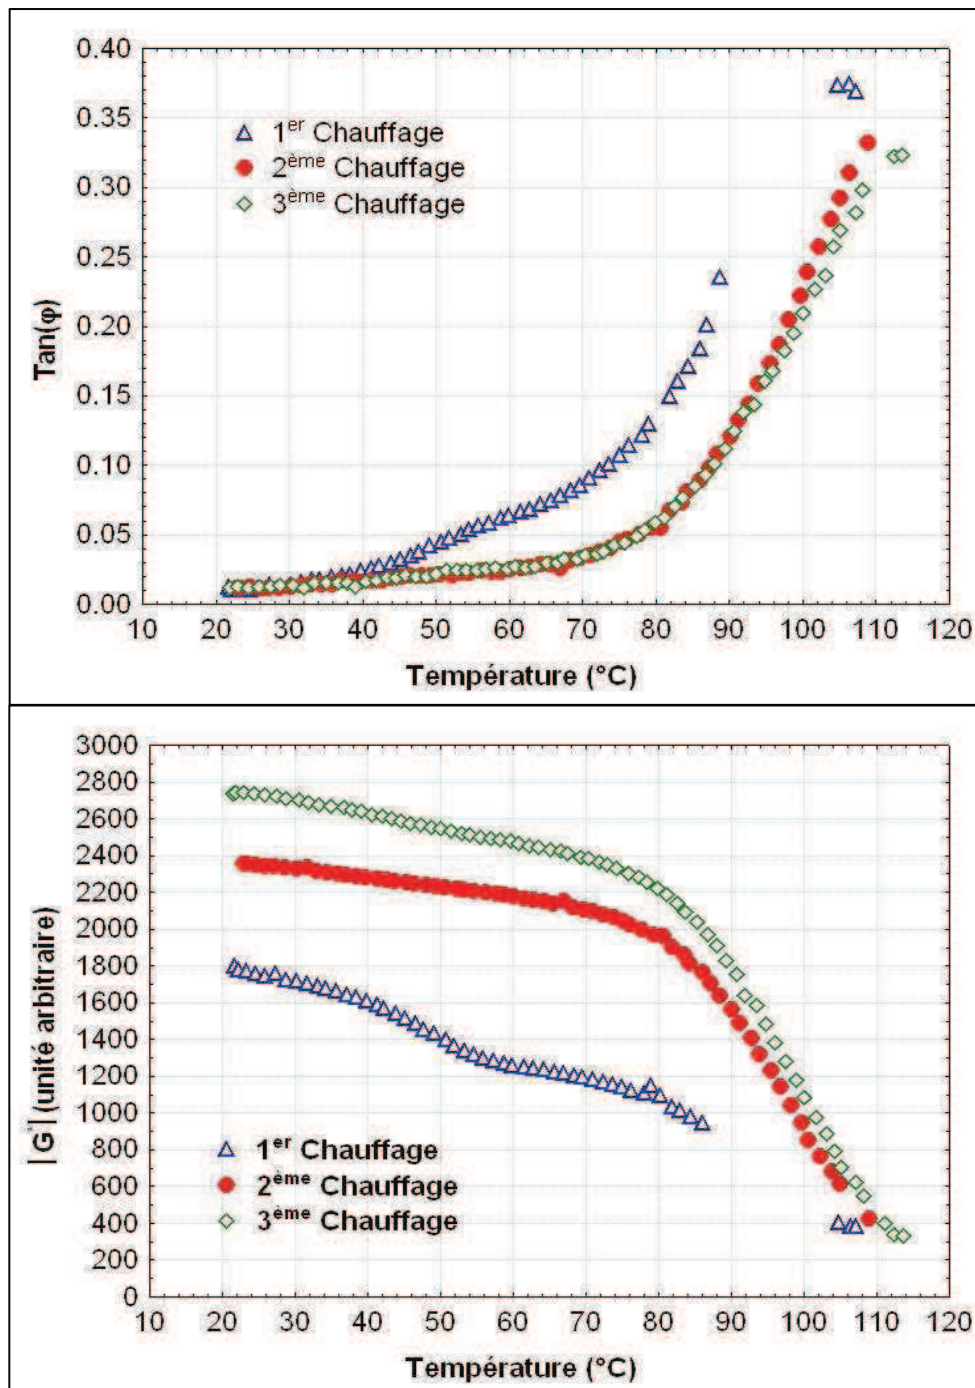 0.40
0.35
0.30
0.25
0.20
0.15
0.10
0.05
0.00
Tan(φ)
1er Chauffage
2ème Chauffage
3ème Chauffage
10 20 30 40 50 60 70 80 90 100 110 120
Température (°C)
3000
2800
2600
2400
2200
2000
1800
1600
1400
1200
1000
800
600
400
200
0
|G*| (unité arbitraire)
1er Chauffage
2ème Chauffage
3ème Chauffage
10 20 30 40 50 60 70 80 90 100 110 120
Température (°C)